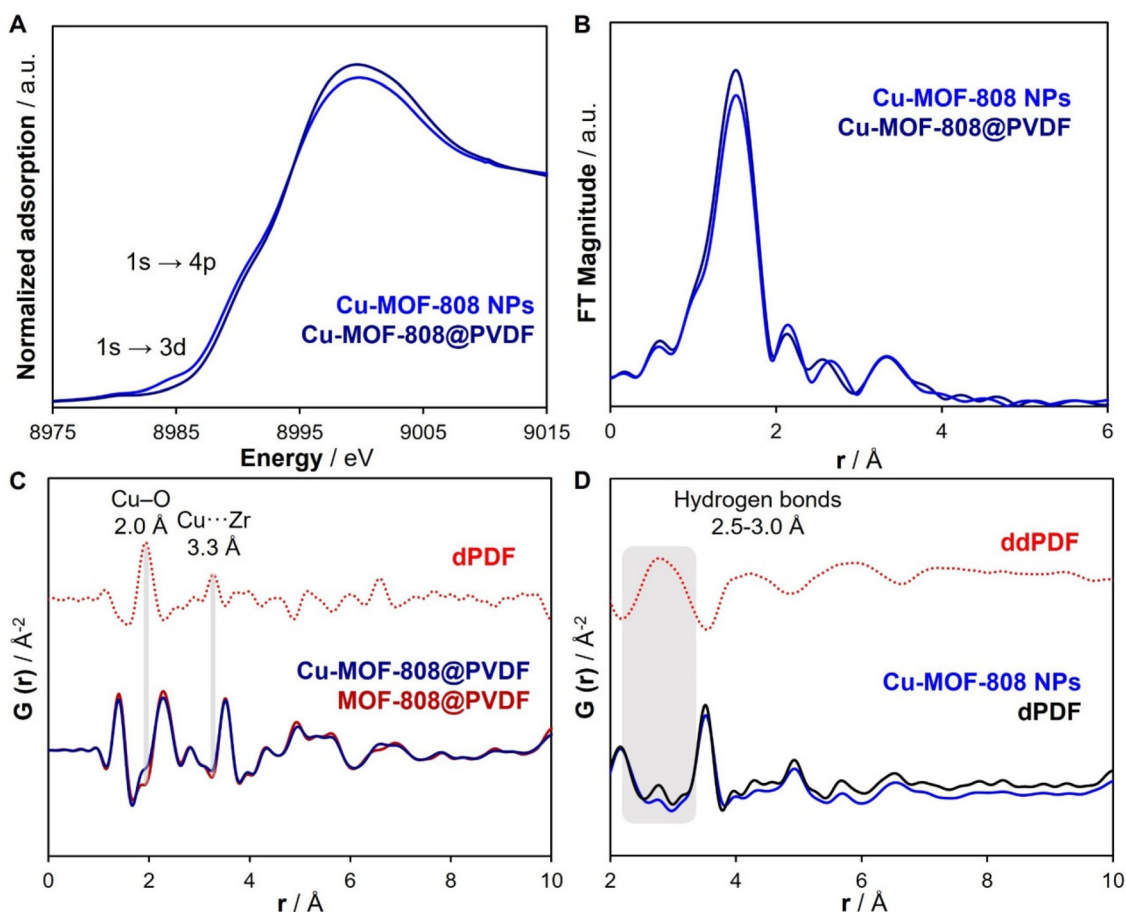 A
Normalized adsorption / a.u.
1s → 4p
1s → 3d
Cu-MOF-808 NPs
Cu-MOF-808@PVDF
8975 8985 8995 9005 9015
Energy / eV
B
FT Magnitude / a.u.
Cu-MOF-808 NPs
Cu-MOF-808@PVDF
0 2 4 6
r / Å
C
G (r) / Å-2
Cu–O
2.0 Å
Cu···Zr
3.3 Å
dPDF
Cu-MOF-808@PVDF
MOF-808@PVDF
0 2 4 6 8 10
r / Å
D
G (r) / Å-2
Hydrogen bonds
2.5-3.0 Å
ddPDF
Cu-MOF-808 NPs
dPDF
2 4 6 8 10
r / Å